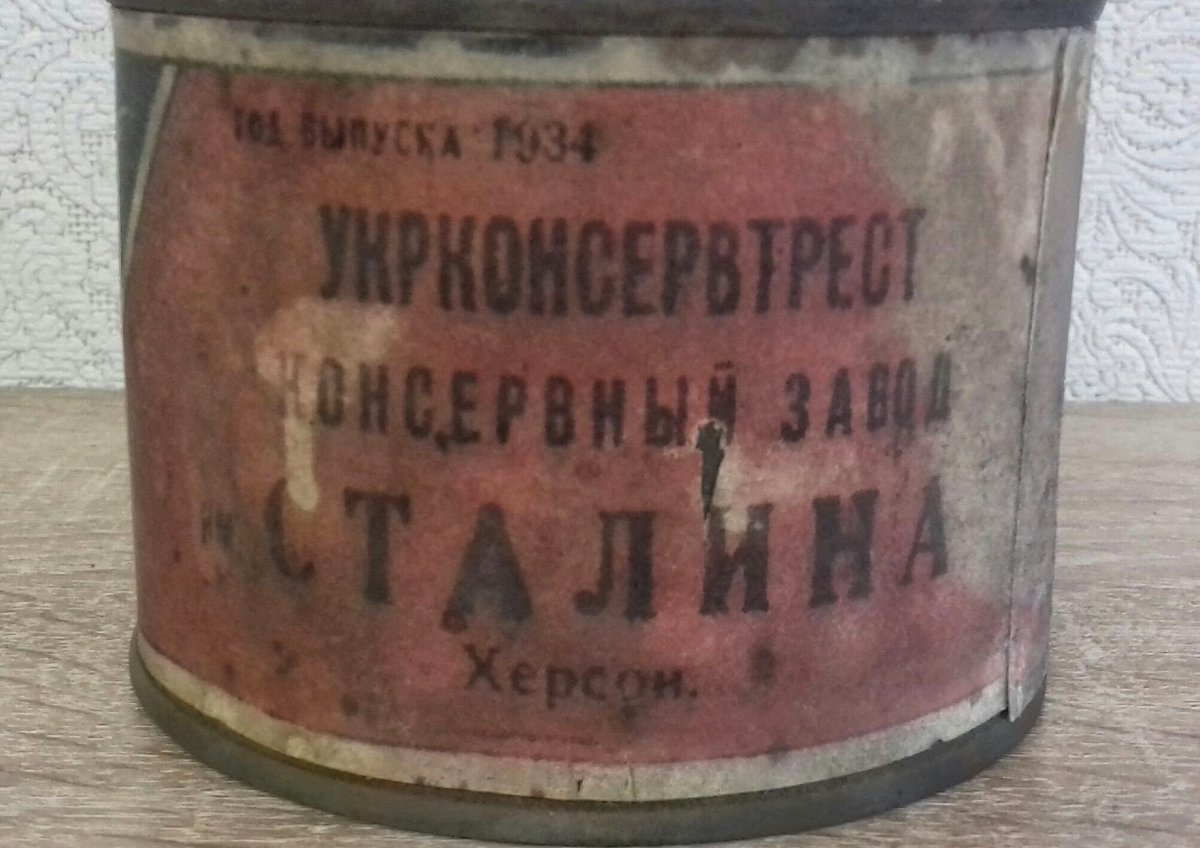 год выпуска 1934
УКРКОНСЕРВТРЕСТ
КОНСЕРВНЫЙ ЗАВОД
им. СТАЛИНА
Херсон.